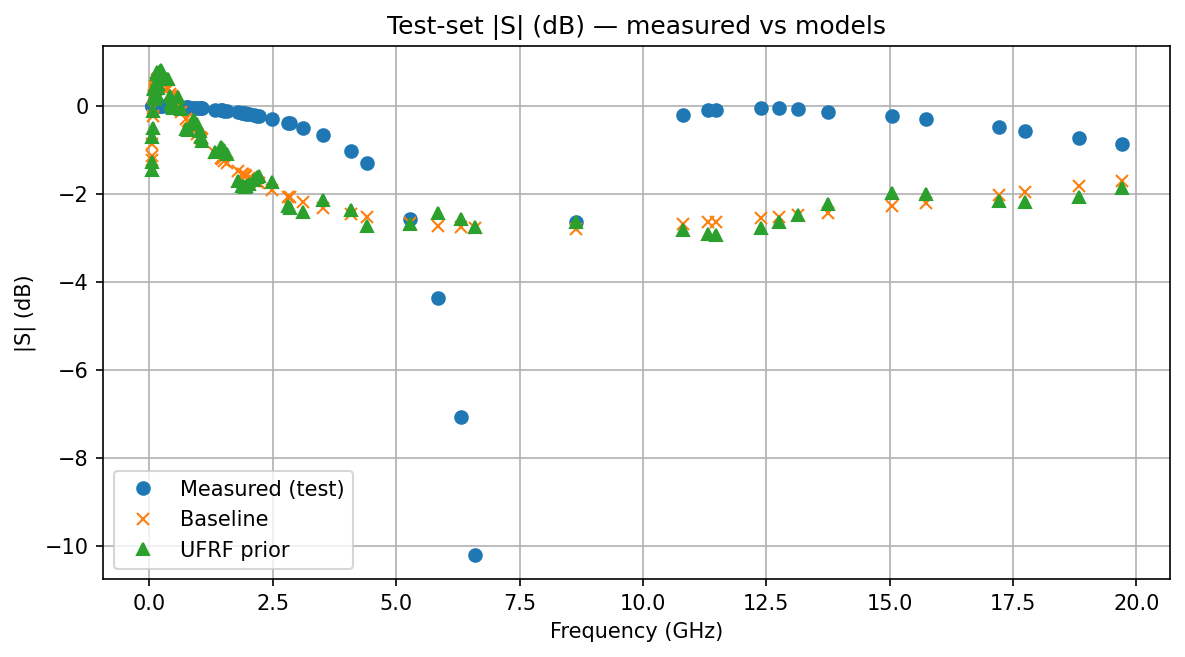 Test-set |S| (dB) — measured vs models
|S| (dB)
0
−2
−4
−6
−8
−10
Measured (test)
Baseline
UFRF prior
0.0 2.5 5.0 7.5 10.0 12.5 15.0 17.5 20.0
Frequency (GHz)